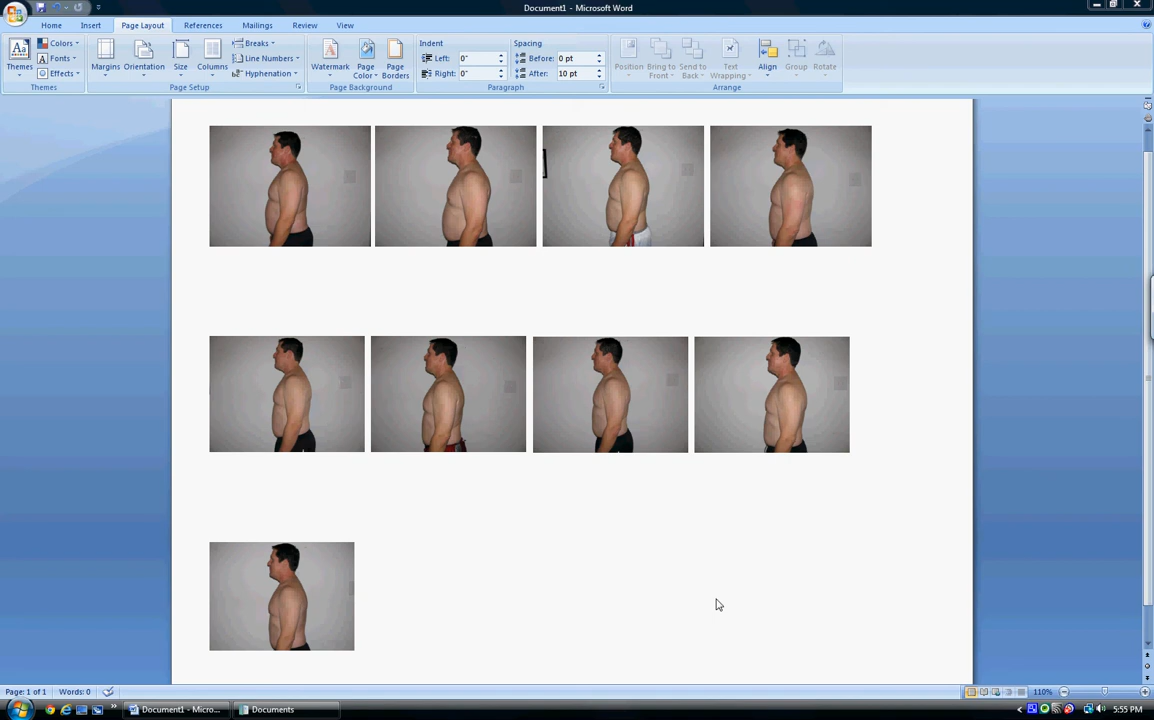 Document1 - Microsoft Word
Home Insert Page Layout References Mailings Review View
Themes Colors Fonts Effects Margins Orientation Size Columns Breaks Line Numbers Hyphenation Watermark Page Color Page Borders Indent Left: 0" Right: 0" Spacing Before: 0 pt After: 10 pt Position Bring to Front Send to Back Text Wrapping Align Group Rotate
Themes Page Setup Page Background Paragraph Arrange
Page: 1 of 1 Words: 0 110%
Document1 - Micro... Documents 5:55 PM